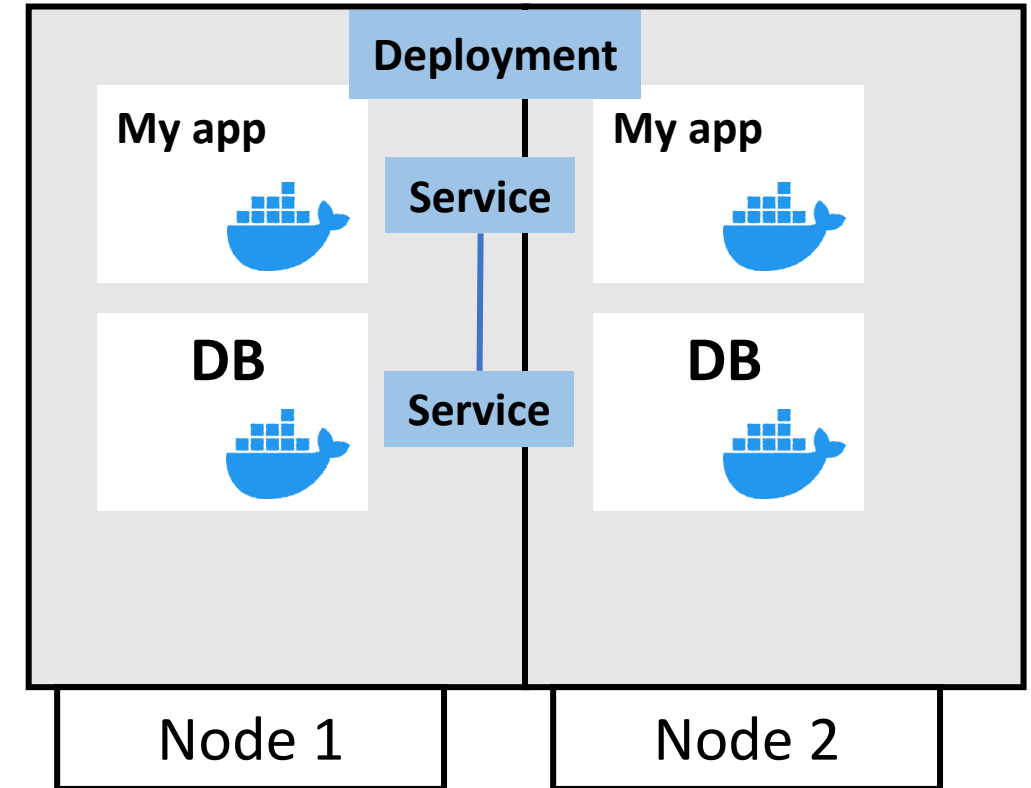 Deployment
My app
My app
Service
DB
DB
Service
Node 1
Node 2